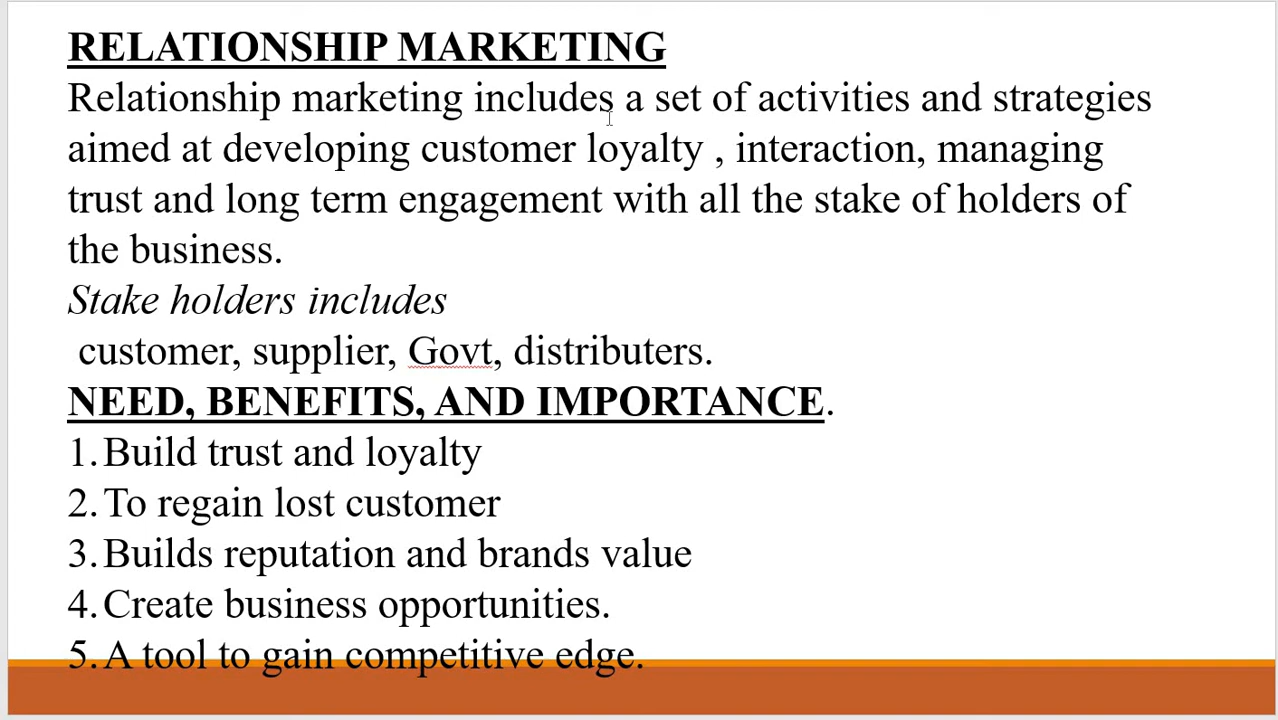 RELATIONSHIP MARKETING
Relationship marketing includes a set of activities and strategies
aimed at developing customer loyalty , interaction, managing
trust and long term engagement with all the stake of holders of
the business.
Stake holders includes
customer, supplier, Govt, distributers.
NEED, BENEFITS, AND IMPORTANCE.
1. Build trust and loyalty
2. To regain lost customer
3. Builds reputation and brands value
4. Create business opportunities.
5. A tool to gain competitive edge.